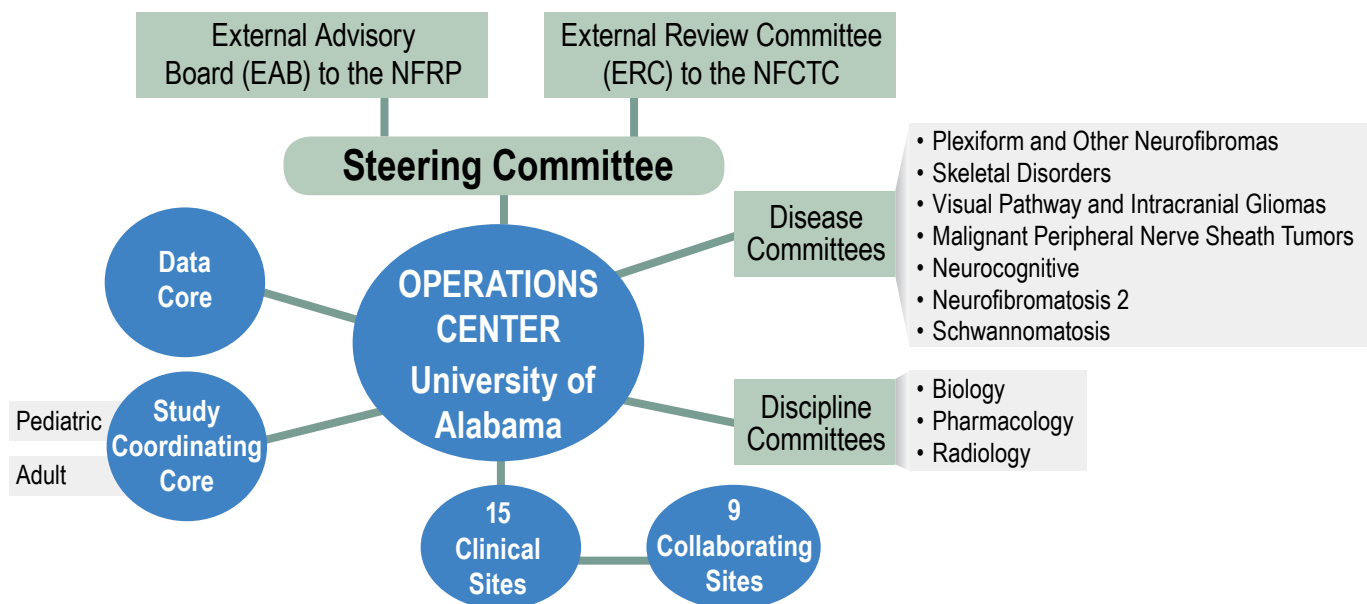 External Advisory
Board (EAB) to the NFRP
External Review Committee
(ERC) to the NFCTC
Steering Committee
Disease
Committees
• Plexiform and Other Neurofibromas
• Skeletal Disorders
• Visual Pathway and Intracranial Gliomas
• Malignant Peripheral Nerve Sheath Tumors
• Neurocognitive
• Neurofibromatosis 2
• Schwannomatosis
Data
Core
OPERATIONS
CENTER
University of
Alabama
Pediatric
Adult
Study
Coordinating
Core
Discipline
Committees
• Biology
• Pharmacology
• Radiology
15
Clinical
Sites
9
Collaborating
Sites